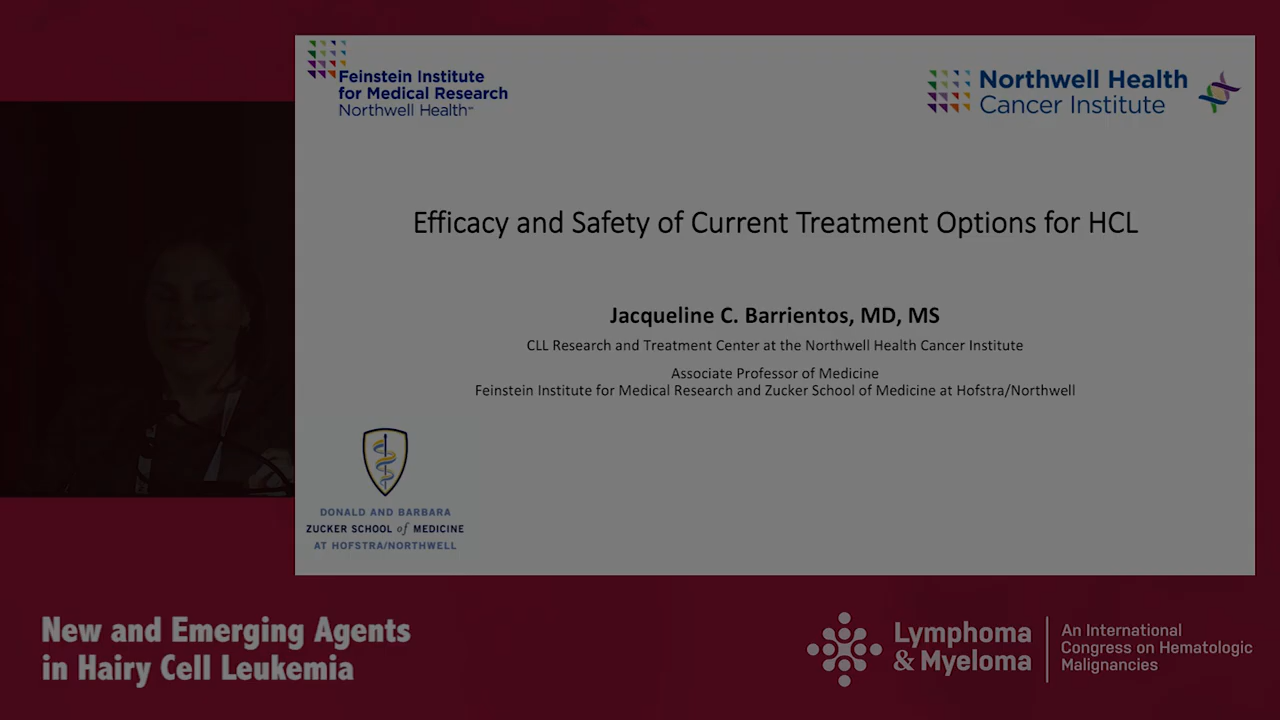 Feinstein Institute
for Medical Research
Northwell Health℠
Northwell Health
Cancer Institute
Efficacy and Safety of Current Treatment Options for HCL
Jacqueline C. Barrientos, MD, MS
CLL Research and Treatment Center at the Northwell Health Cancer Institute
Associate Professor of Medicine
Feinstein Institute for Medical Research and Zucker School of Medicine at Hofstra/Northwell
DONALD AND BARBARA
ZUCKER SCHOOL of MEDICINE
AT HOFSTRA/NORTHWELL
New and Emerging Agents
in Hairy Cell Leukemia
Lymphoma
& Myeloma
An International
Congress on Hematologic
Malignancies